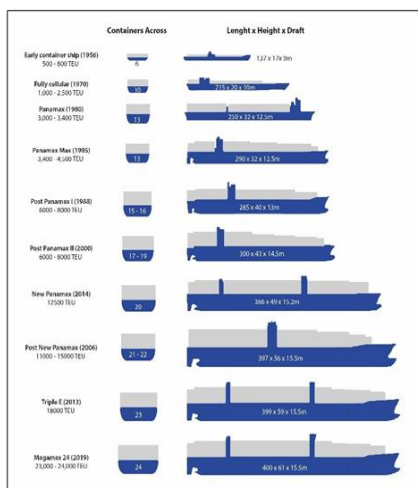 Containers Across
Lenght x Height x Draft
Early container ship (1956)
500 - 800 TEU
6
137 x 17x 9m
Fully cellular (1970)
1,000 - 2,500 TEU
10
215 x 20 x 10m
Panamax (1980)
3,000 - 3,400 TEU
13
250 x 32 x 12.5m
Panamax Max (1985)
3,400 - 4,500 TEU
13
290 x 32 x 12.5m
Post Panamax I (1988)
6000 - 8000 TEU
15 - 16
285 x 40 x 13m
Post Panamax II (2000)
6000 - 8000 TEU
17 - 19
300 x 43 x 14.5m
New Panamax (2014)
12500 TEU
20
366 x 49 x 15.2m
Post New Panamax (2006)
11000 - 15000 TEU
21 - 22
397 x 56 x 15.5m
Triple E (2013)
18000 TEU
23
399 x 59 x 15.5m
Megamax 24 (2019)
23,000 - 24,000 TEU
24
400 x 61 x 15.5m